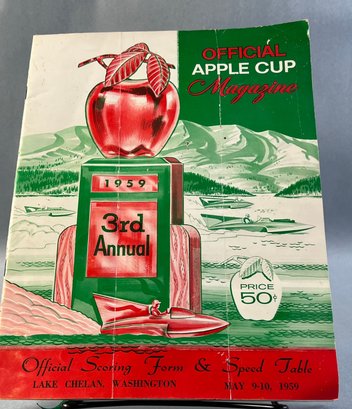 OFFICIAL
APPLE CUP
Magazine
1959
3rd
Annual
PRICE
50¢
Official Scoring Form & Speed Table
LAKE CHELAN, WASHINGTON MAY 9-10, 1959